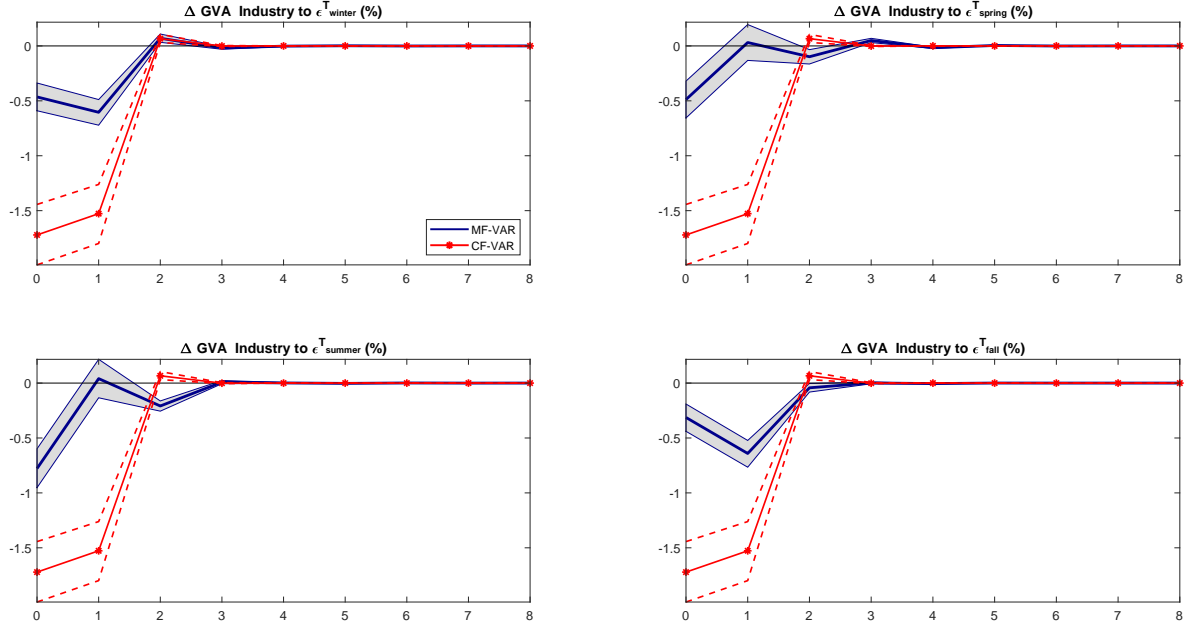 Δ GVA Industry to ϵ^T_winter (%)
0
-0.5
-1
-1.5
0 1 2 3 4 5 6 7 8
MF-VAR
CF-VAR
Δ GVA Industry to ϵ^T_spring (%)
0
-0.5
-1
-1.5
0 1 2 3 4 5 6 7 8
Δ GVA Industry to ϵ^T_summer (%)
0
-0.5
-1
-1.5
0 1 2 3 4 5 6 7 8
Δ GVA Industry to ϵ^T_fall (%)
0
-0.5
-1
-1.5
0 1 2 3 4 5 6 7 8